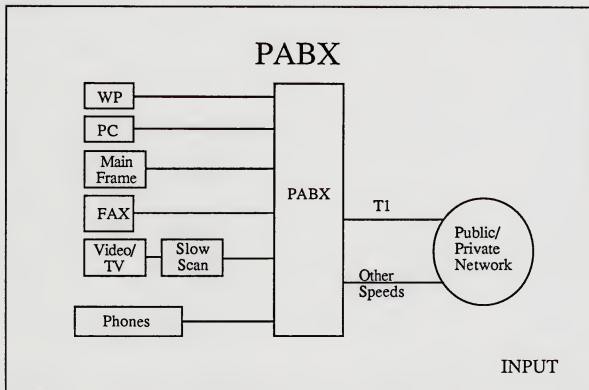 PABX
WP
PC
Main
Frame
FAX
Video/
TV
Slow
Scan
Phones
PABX
T1
Other
Speeds
Public/
Private
Network
INPUT